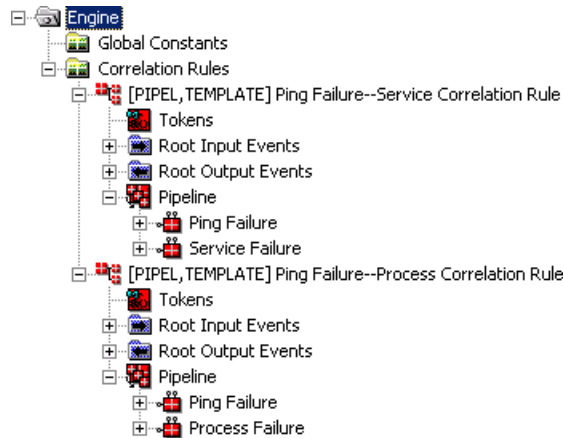 Engine
Global Constants
Correlation Rules
[PIPEL,TEMPLATE] Ping Failure--Service Correlation Rule
Tokens
Root Input Events
Root Output Events
Pipeline
Ping Failure
Service Failure
[PIPEL,TEMPLATE] Ping Failure--Process Correlation Rule
Tokens
Root Input Events
Root Output Events
Pipeline
Ping Failure
Process Failure